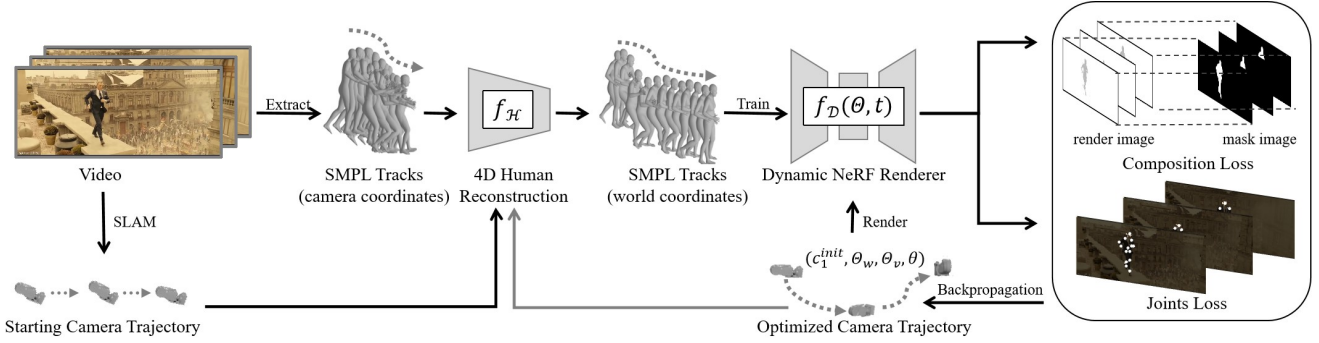 Video
Extract
SMPL Tracks
(camera coordinates)
f_ℋ
4D Human
Reconstruction
SMPL Tracks
(world coordinates)
Train
f_𝒟(Θ,t)
Dynamic NeRF Renderer
render image
mask image
Composition Loss
SLAM
Render
(c_1^{init}, Θ_w, Θ_v, θ)
Backpropagation
Joints Loss
Starting Camera Trajectory
Optimized Camera Trajectory